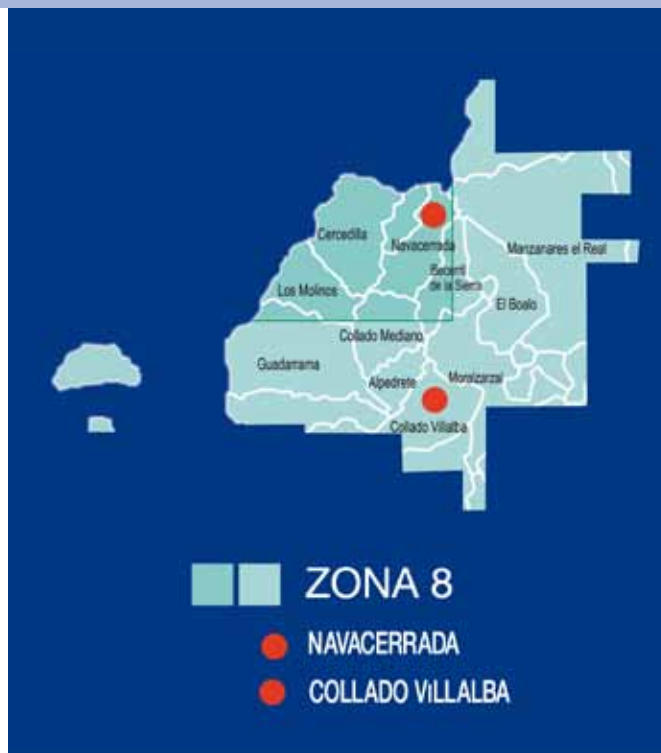 Cercedilla
Navacerrada
Manzanares el Real
Becerril
de la Sierra
Los Molinos
El Boalo
Collado Mediano
Guadarrama
Alpedrete
Moralzarzal
Collado Villalba
ZONA 8
NAVACERRADA
COLLADO ViLLALBA